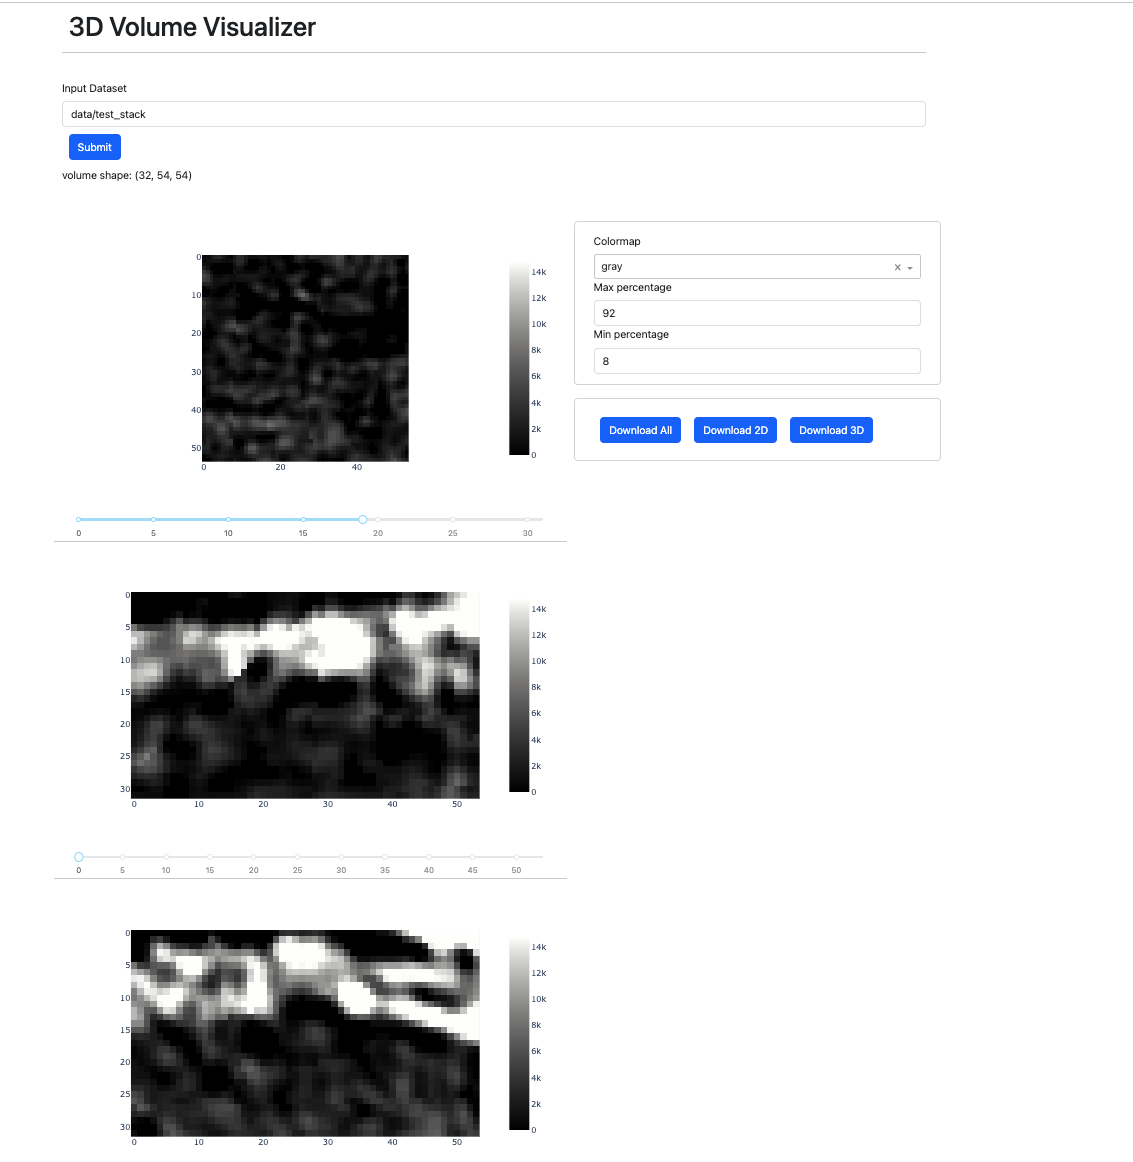 3D Volume Visualizer
Input Dataset
data/test_stack
Submit
volume shape: (32, 54, 54)
0
10
20
30
40
50
0 20 40
14k
12k
10k
8k
6k
4k
2k
0
Colormap
gray
Max percentage
92
Min percentage
8
Download All Download 2D Download 3D
0 5 10 15 20 25 30
0
5
10
15
20
25
30
0 10 20 30 40 50
14k
12k
10k
8k
6k
4k
2k
0
0 5 10 15 20 25 30 35 40 45 50
0
5
10
15
20
25
30
0 10 20 30 40 50
14k
12k
10k
8k
6k
4k
2k
0